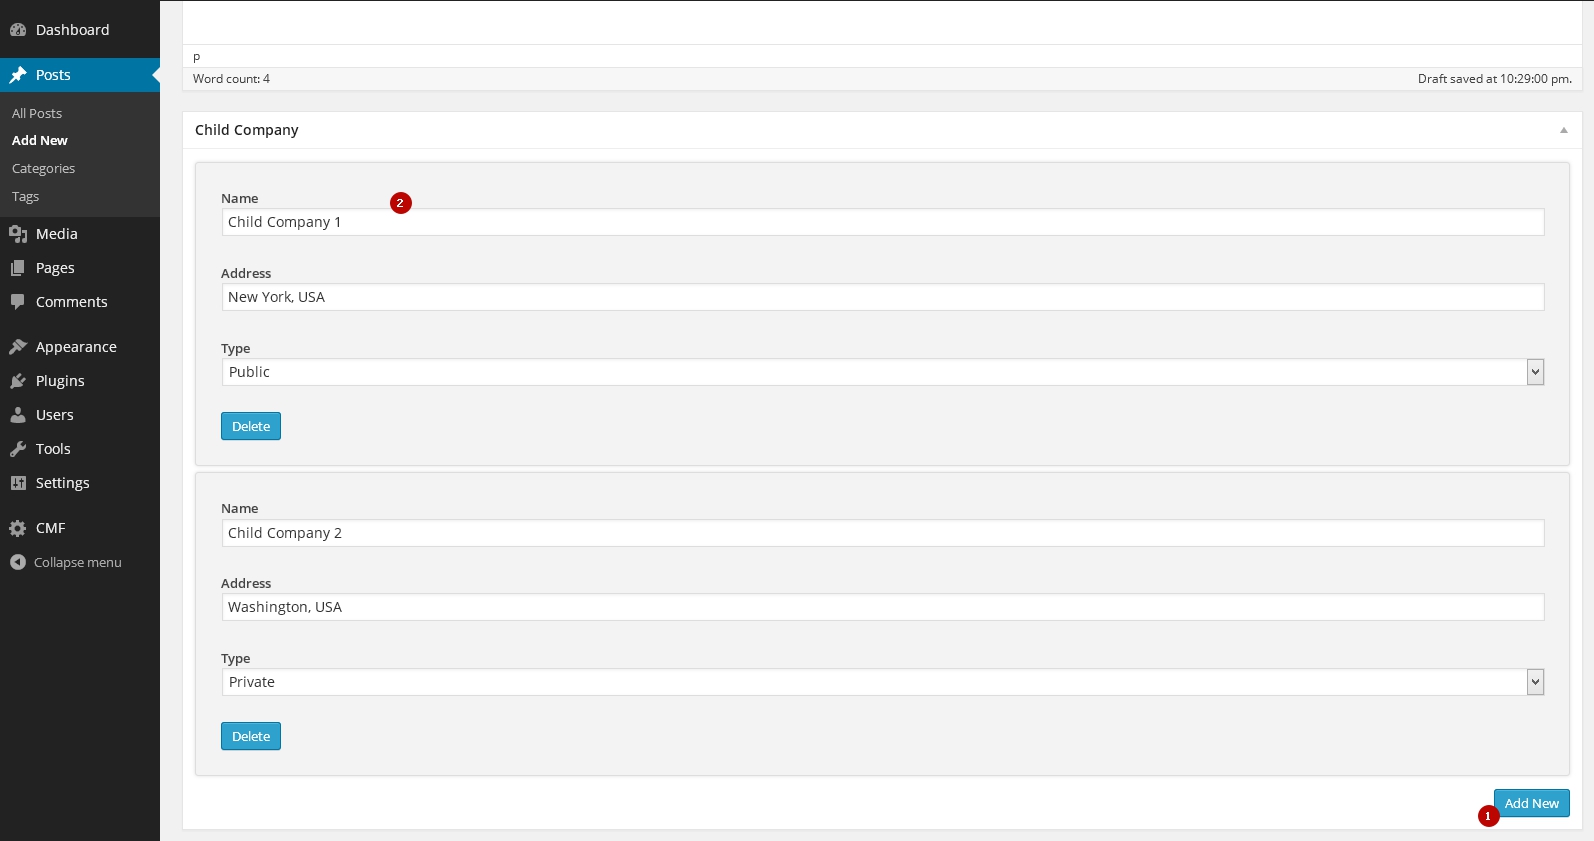 Dashboard
Posts
All Posts
Add New
Categories
Tags
Media
Pages
Comments
Appearance
Plugins
Users
Tools
Settings
CMF
Collapse menu
p
Word count: 4
Draft saved at 10:29:00 pm.
Child Company
Name
2
Child Company 1
Address
New York, USA
Type
Public
Delete
Name
Child Company 2
Address
Washington, USA
Type
Private
Delete
Add New
1